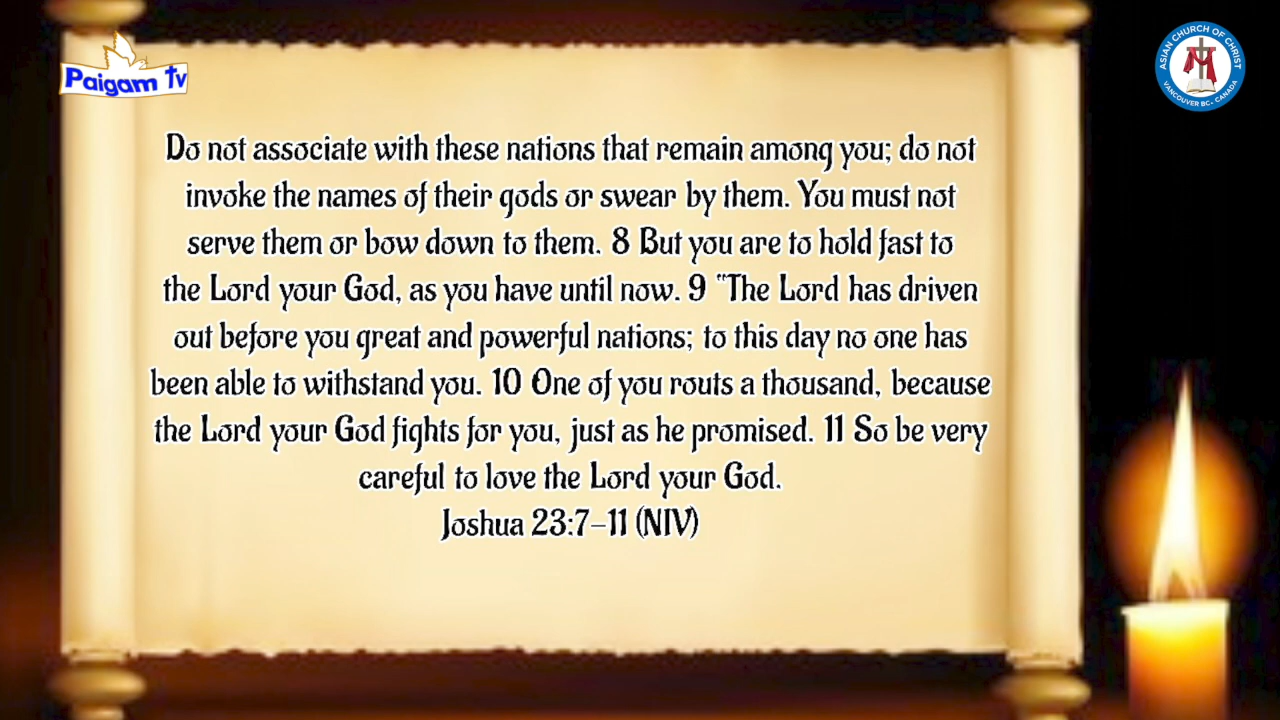 Paigam Tv
ASIAN CHURCH OF CHRIST
VANCOUVER BC. CANADA
Do not associate with these nations that remain among you; do not
invoke the names of their gods or swear by them. You must not
serve them or bow down to them. 8 But you are to hold fast to
the Lord your God, as you have until now. 9 "The Lord has driven
out before you great and powerful nations; to this day no one has
been able to withstand you. 10 One of you routs a thousand, because
the Lord your God fights for you, just as he promised. 11 So be very
careful to love the Lord your God.
Joshua 23:7–11 (NIV)